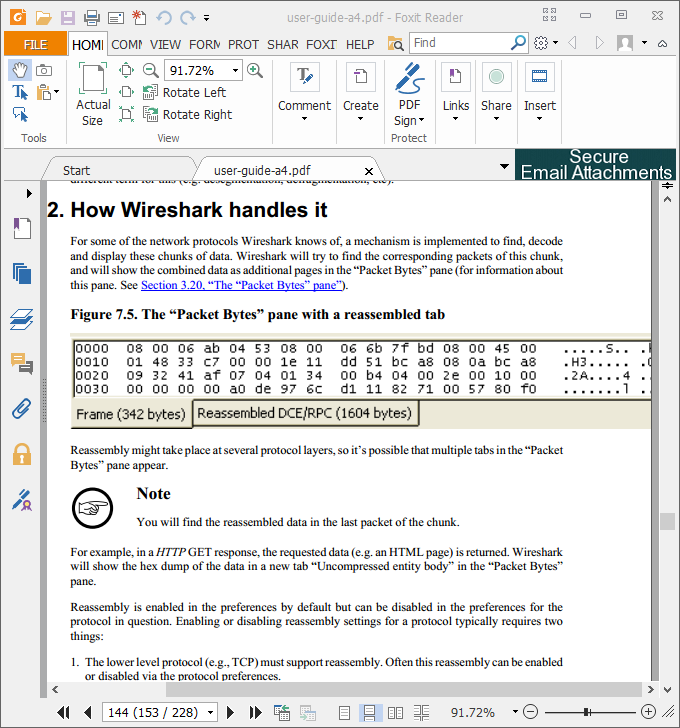 user-guide-a4.pdf - Foxit Reader
FILE HOME COMM VIEW FORM PROT SHAR FOXIT HELP Find
91.72%
Actual Size
Rotate Left
Rotate Right
Comment
Create
PDF Sign
Links
Share
Insert
Tools View Protect
Start user-guide-a4.pdf
Secure
Email Attachments
2. How Wireshark handles it
For some of the network protocols Wireshark knows of, a mechanism is implemented to find, decode
and display these chunks of data. Wireshark will try to find the corresponding packets of this chunk,
and will show the combined data as additional pages in the “Packet Bytes” pane (for information about
this pane. See Section 3.20, “The “Packet Bytes” pane”).
Figure 7.5. The “Packet Bytes” pane with a reassembled tab
0000 08 00 06 ab 04 53 08 00 06 6b 7f bd 08 00 45 00 .....S..
0010 01 48 33 c7 00 00 1e 11 dd 51 bc a8 08 0a bc a8 .H3.....
0020 09 32 41 af 07 04 01 34 00 b4 04 00 2e 00 10 00 .2A....4
0030 00 00 00 00 a0 de 97 6c d1 11 82 71 00 57 80 f0 .......l
Frame (342 bytes) Reassembled DCE/RPC (1604 bytes)
Reassembly might take place at several protocol layers, so it’s possible that multiple tabs in the “Packet
Bytes” pane appear.
Note
You will find the reassembled data in the last packet of the chunk.
For example, in a HTTP GET response, the requested data (e.g. an HTML page) is returned. Wireshark
will show the hex dump of the data in a new tab “Uncompressed entity body” in the “Packet Bytes”
pane.
Reassembly is enabled in the preferences by default but can be disabled in the preferences for the
protocol in question. Enabling or disabling reassembly settings for a protocol typically requires two
things:
1. The lower level protocol (e.g., TCP) must support reassembly. Often this reassembly can be enabled
or disabled via the protocol preferences.
144 (153 / 228) 91.72%